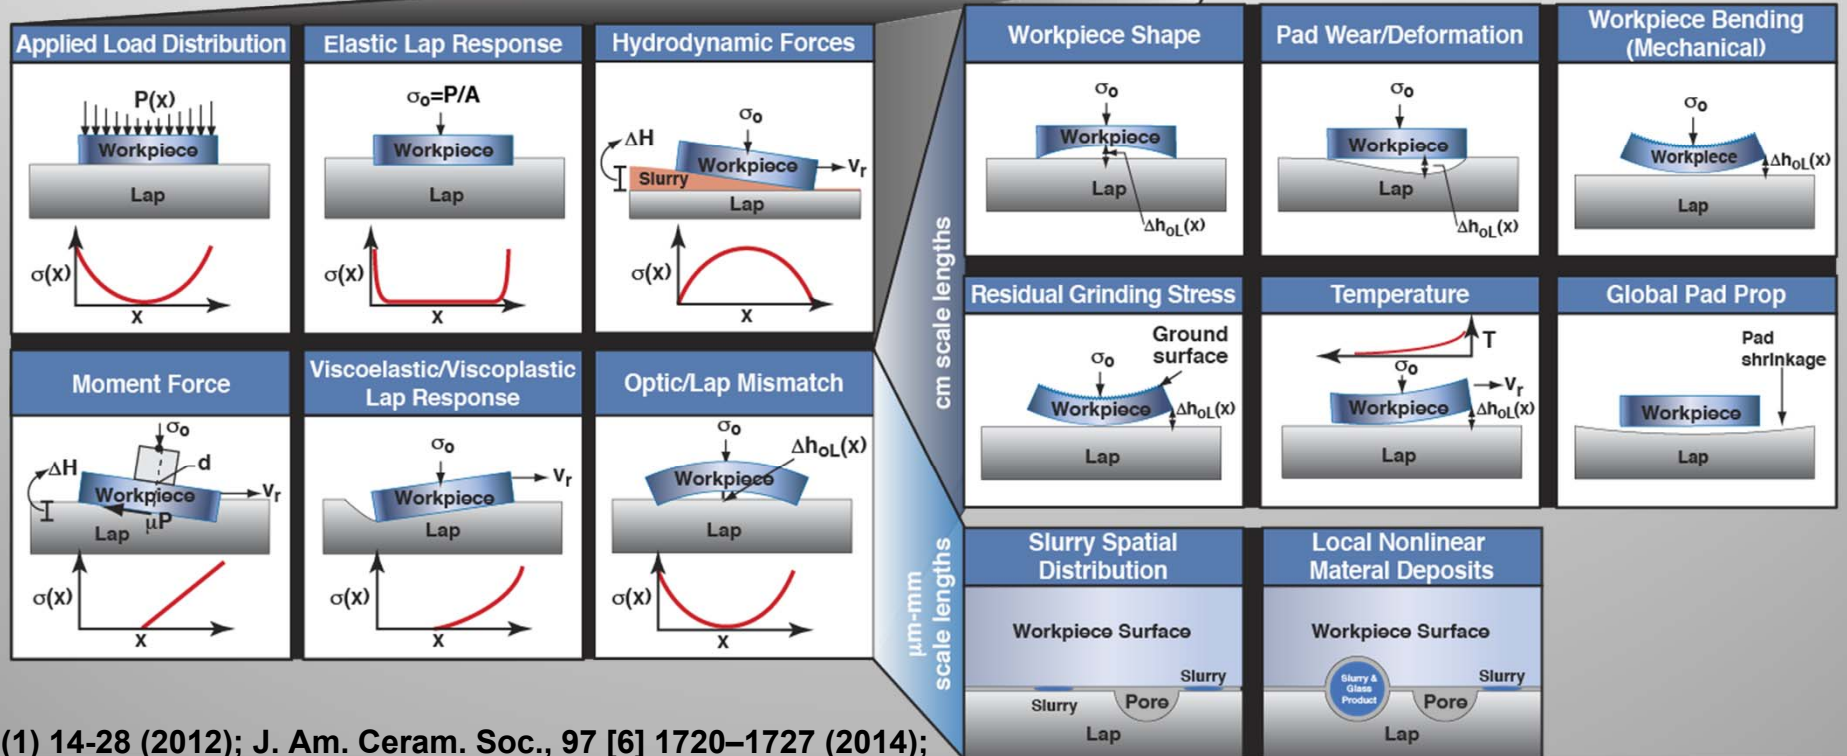 Applied Load Distribution
P(x)
Workpiece
Lap
σ(x)
x
Elastic Lap Response
σo=P/A
Workpiece
Lap
σ(x)
x
Hydrodynamic Forces
σo
ΔH
Workpiece
vr
Slurry
Lap
σ(x)
x
Moment Force
σo
d
ΔH
Workpiece
vr
μP
Lap
σ(x)
x
Viscoelastic/Viscoplastic
Lap Response
σo
vr
Workpiece
Lap
σ(x)
x
Optic/Lap Mismatch
σo
ΔhoL(x)
Workpiece
Lap
σ(x)
x
cm scale lengths
Workpiece Shape
σo
Workpiece
Lap
ΔhoL(x)
Pad Wear/Deformation
σo
Workpiece
Lap
ΔhoL(x)
Workpiece Bending
(Mechanical)
σo
Workpiece
ΔhoL(x)
Lap
Residual Grinding Stress
Ground
surface
σo
Workpiece
ΔhoL(x)
Lap
Temperature
T
σo
vr
Workpiece
ΔhoL(x)
Lap
Global Pad Prop
Pad
shrinkage
Workpiece
Lap
μm-mm
scale lengths
Slurry Spatial
Distribution
Workpiece Surface
Slurry
Slurry
Pore
Lap
Local Nonlinear
Materal Deposits
Workpiece Surface
Slurry &
Glass
Product
Slurry
Pore
Lap
(1) 14-28 (2012); J. Am. Ceram. Soc., 97 [6] 1720–1727 (2014);